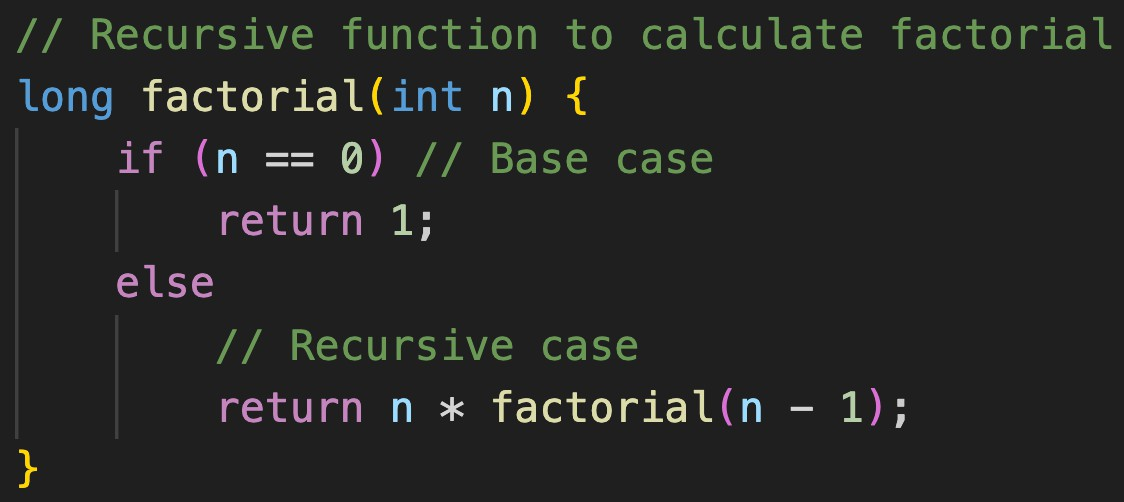 // Recursive function to calculate factorial
long factorial(int n) {
    if (n == 0) // Base case
        return 1;
    else
        // Recursive case
        return n * factorial(n - 1);
}